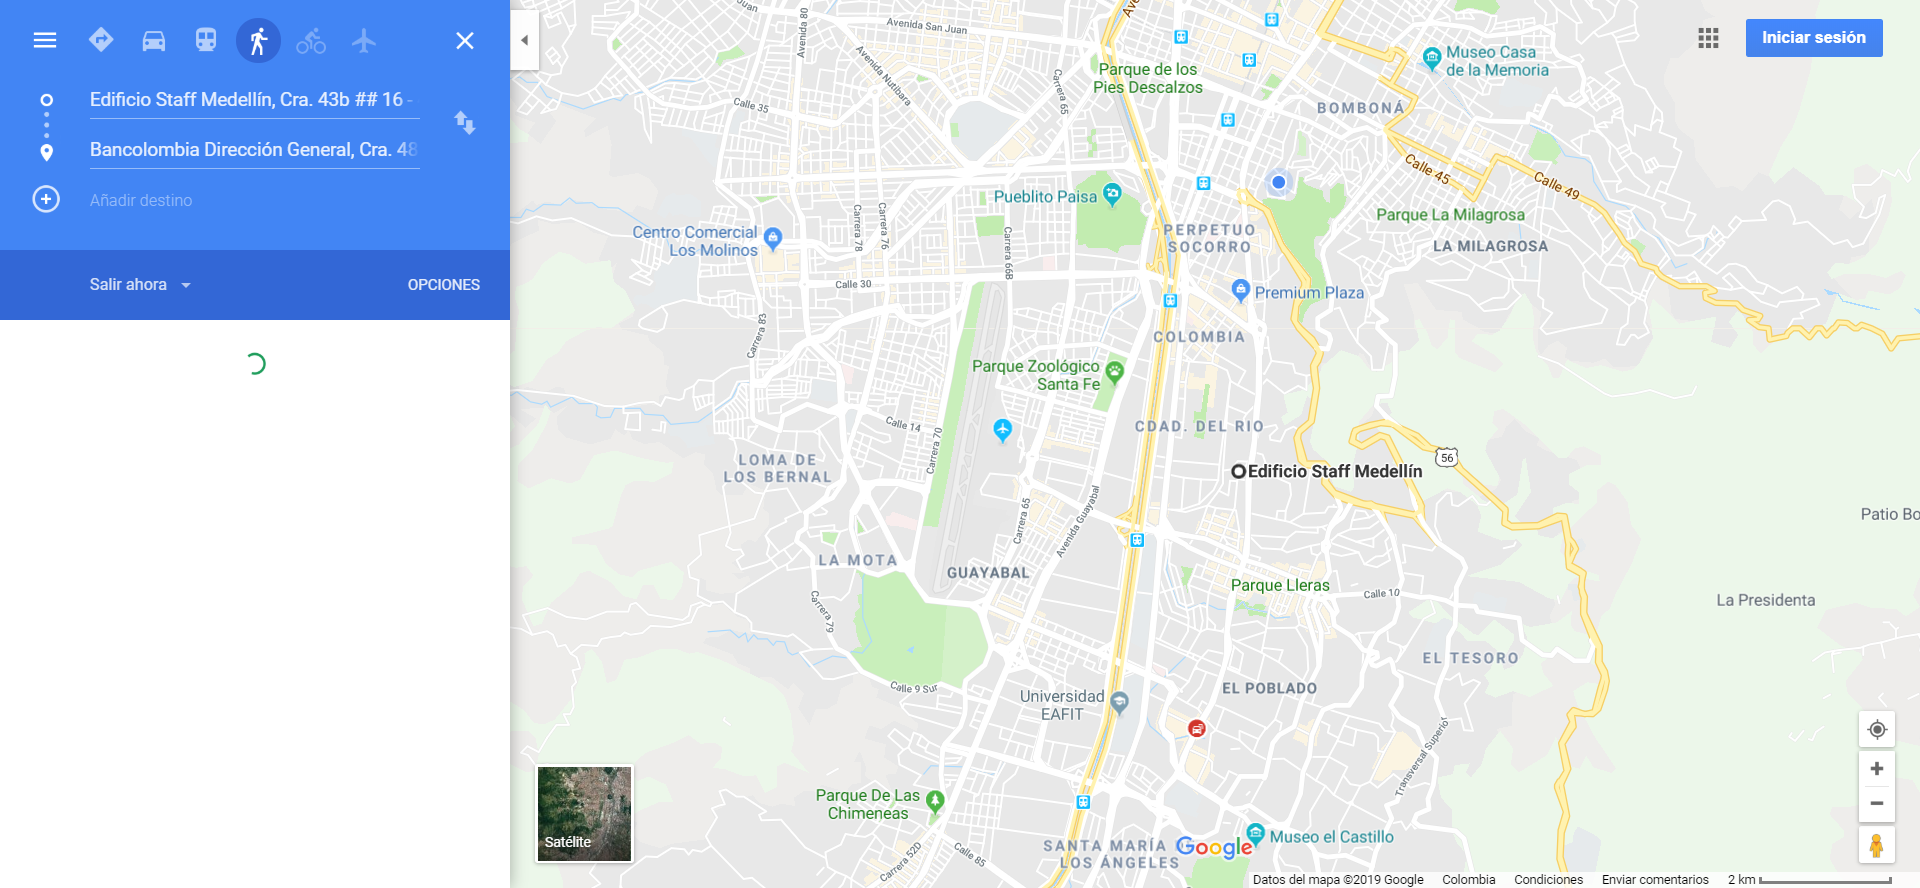 Edificio Staff Medellín, Cra. 43b ## 16 -
Bancolombia Dirección General, Cra. 48
Añadir destino
Salir ahora
OPCIONES
Satélite
Iniciar sesión
Avenida 80
Avenida San Juan
Avenida Nutibara
Calle 35
Carrera 65
Parque de los
Pies Descalzos
Museo Casa
de la Memoria
BOMBONÁ
Calle 45
Calle 49
Pueblito Paisa
Parque La Milagrosa
LA MILAGROSA
PERPETUO
SOCORRO
Centro Comercial
Los Molinos
Carrera 78
Carrera 76
Carrera 66B
Calle 30
Premium Plaza
Carrera 83
COLOMBIA
Parque Zoológico
Santa Fe
Calle 14
Carrera 70
CDAD. DEL RIO
LOMA DE
LOS BERNAL
56
Edificio Staff Medellín
Patio Bo
Carrera 65
Avenida Guayabal
LA MOTA
GUAYABAL
Parque Lleras
Calle 10
La Presidenta
Carrera 79
EL TESORO
Calle 9 Sur
EL POBLADO
Universidad
EAFIT
Transversal Superior
Parque De Las
Chimeneas
SANTA MARÍA
LOS ÁNGELES
Google
Museo el Castillo
Carrera 52D
Calle 85
Datos del mapa ©2019 Google
Colombia
Condiciones
Enviar comentarios
2 km